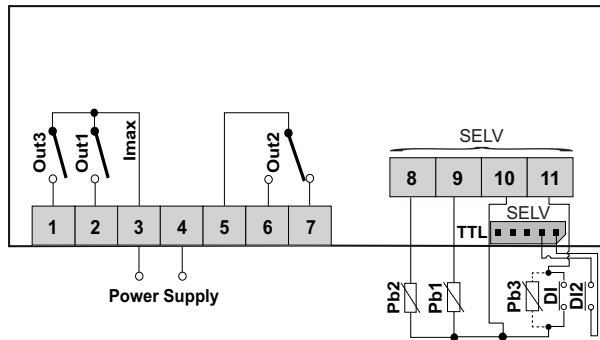 Out3
Out1
Imax
Out2
SELV
8 9 10 11
SELV
1 2 3 4 5 6 7
TTL
Power Supply
Pb2
Pb1
Pb3
DI
DI2